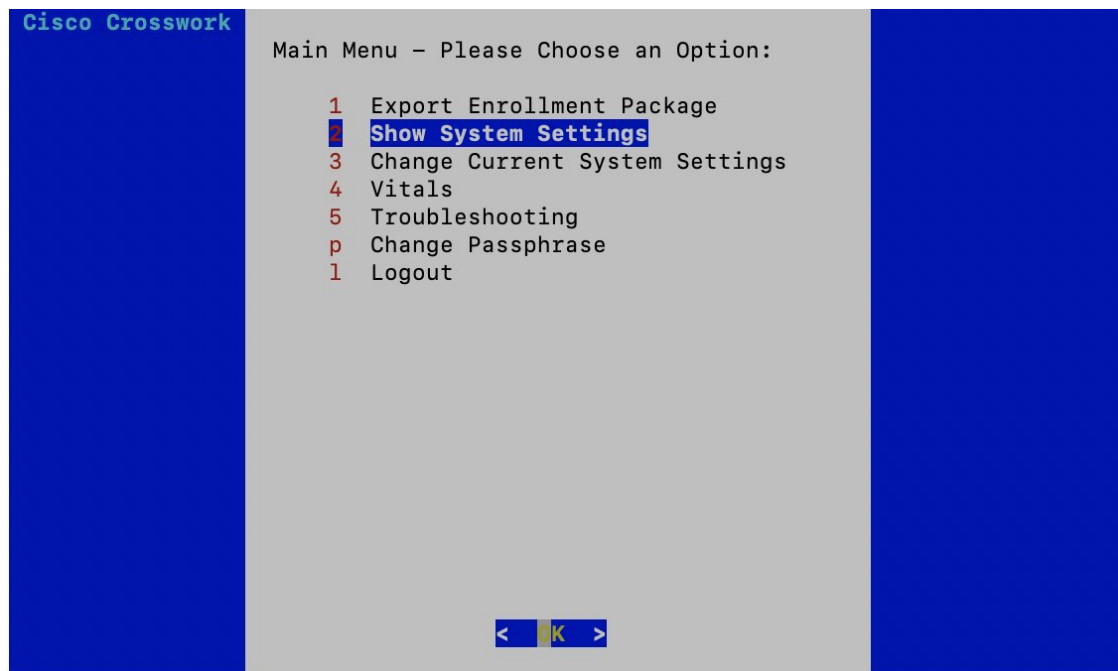 Cisco Crosswork
Main Menu – Please Choose an Option:
1 Export Enrollment Package
2 Show System Settings
3 Change Current System Settings
4 Vitals
5 Troubleshooting
p Change Passphrase
l Logout
< OK >